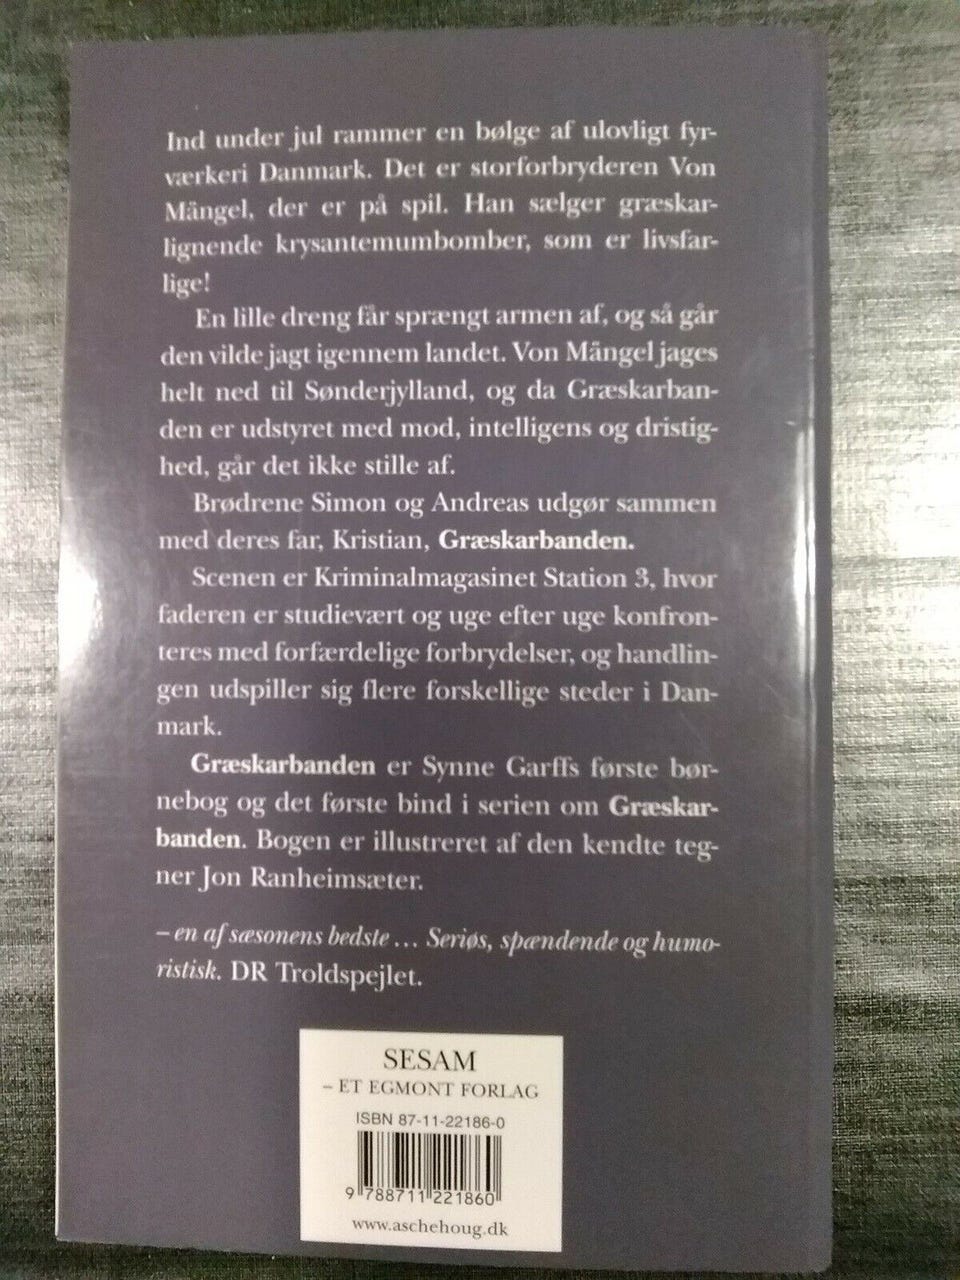 Ind under jul rammer en bølge af ulovligt fyr-
værkeri Danmark. Det er storforbryderen Von
Mängel, der er på spil. Han sælger græskar-
lignende krysantemumbomber, som er livsfar-
lige!
En lille dreng får sprængt armen af, og så går
den vilde jagt igennem landet. Von Mängel jages
helt ned til Sønderjylland, og da Græskarban-
den er udstyret med mod, intelligens og dristig-
hed, går det ikke stille af.
Brødrene Simon og Andreas udgør sammen
med deres far, Kristian, Græskarbanden.
Scenen er Kriminalmagasinet Station 3, hvor
faderen er studievært og uge efter uge konfron-
teres med forfærdelige forbrydelser, og handlin-
gen udspiller sig flere forskellige steder i Dan-
mark.
Græskarbanden er Synne Garffs første bør-
nebog og det første bind i serien om Græskar-
banden. Bogen er illustreret af den kendte teg-
ner Jon Ranheimsæter.
– en af sæsonens bedste … Seriøs, spændende og humo-
ristisk. DR Troldspejlet.
SESAM
– ET EGMONT FORLAG
ISBN 87-11-22186-0
9 788711 221860
www.aschehoug.dk